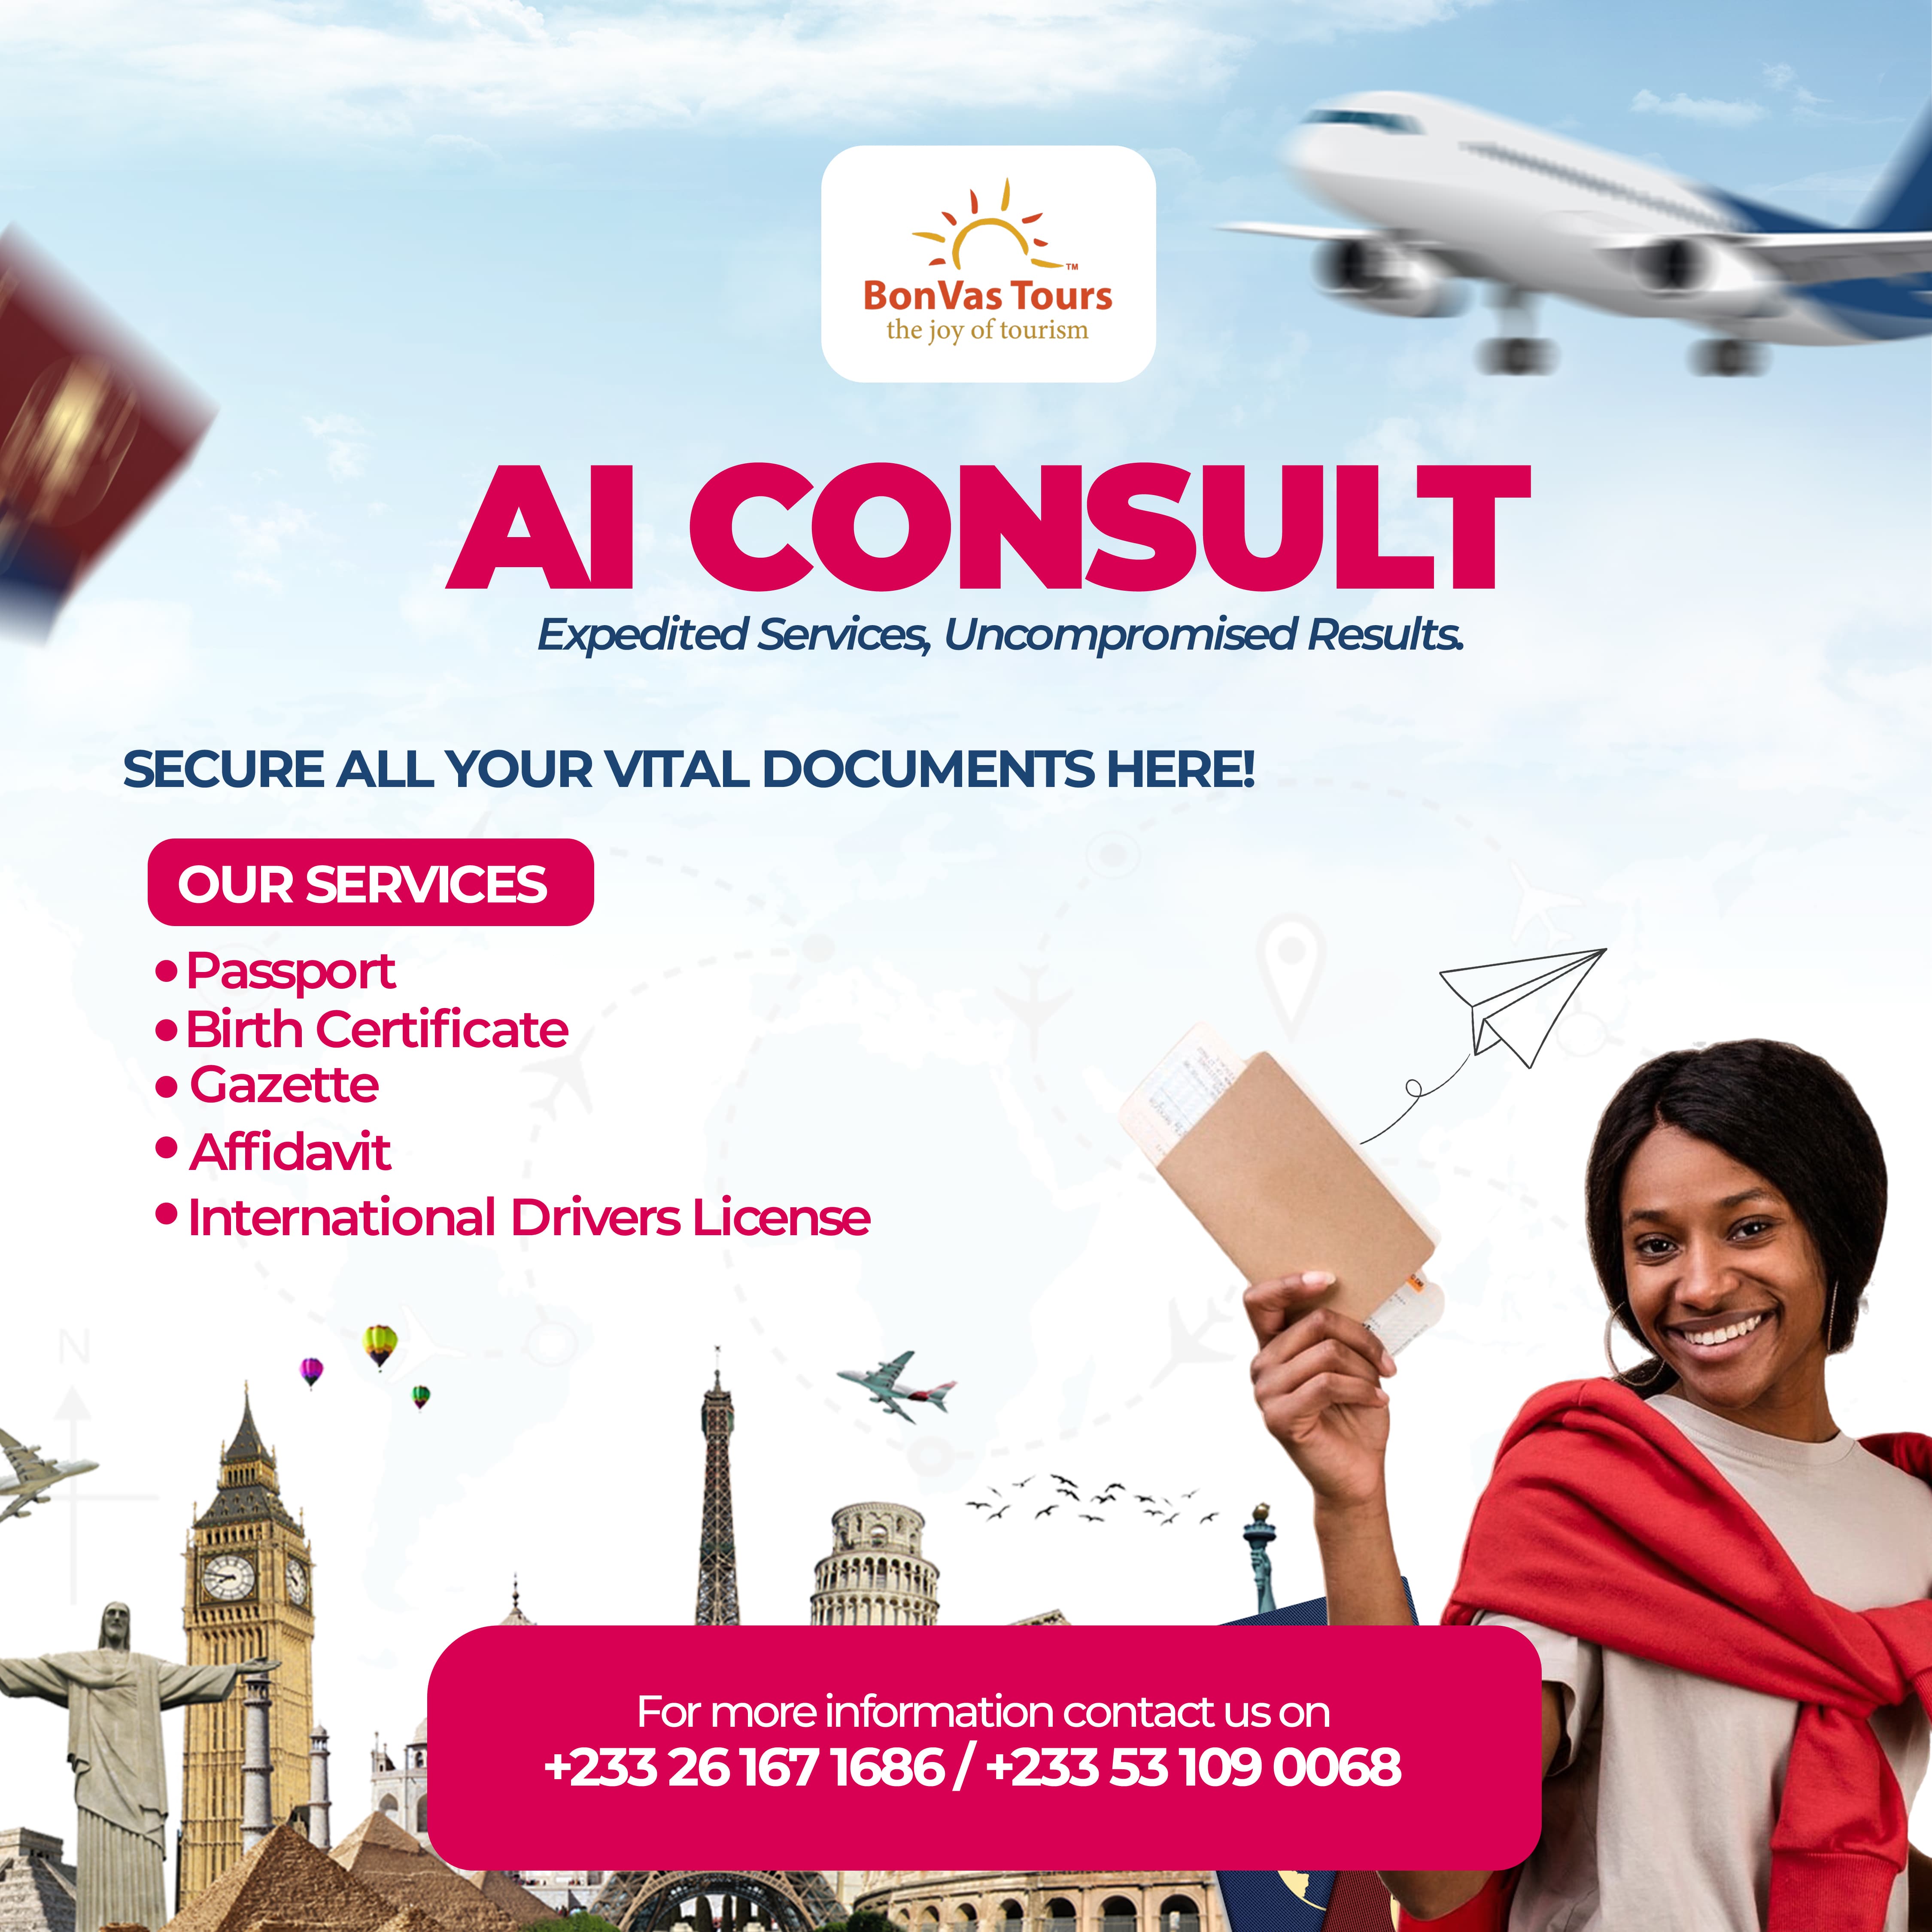 BonVas Tours
TM
the joy of tourism
AI CONSULT
Expedited Services, Uncompromised Results.
SECURE ALL YOUR VITAL DOCUMENTS HERE!
OUR SERVICES
• Passport
• Birth Certificate
• Gazette
• Affidavit
• International Drivers License
N
For more information contact us on
+233 26 167 1686 / +233 53 109 0068